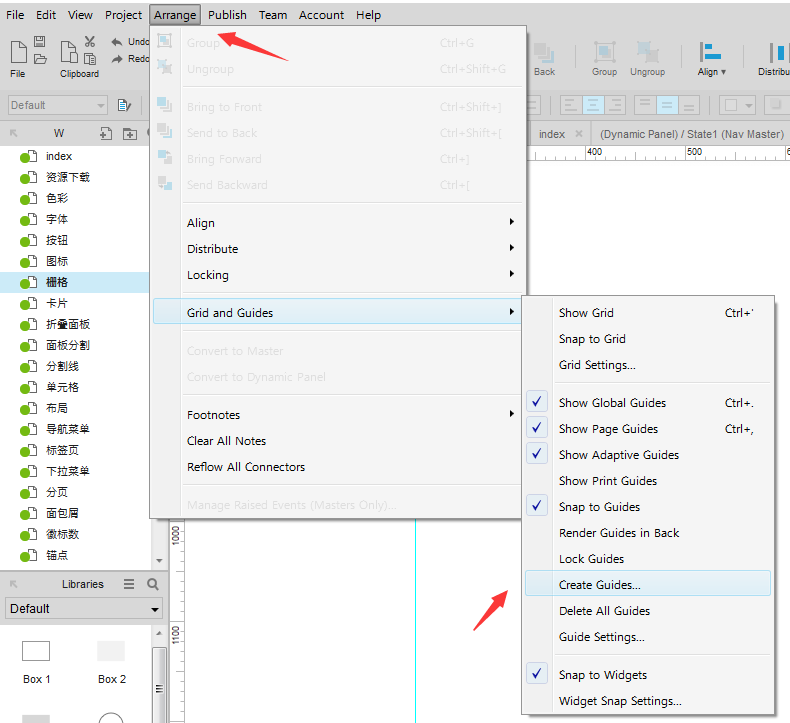 File Edit View Project Arrange Publish Team Account Help
File
Clipboard
Undo
Redo
Back
Group
Ungroup
Align ▾
Distribu
Default
index
(Dynamic Panel) / State1 (Nav Master)
400
500
W
index
资源下载
色彩
字体
按钮
图标
栅格
卡片
折叠面板
面板分割
分割线
单元格
布局
导航菜单
标签页
下拉菜单
分页
面包屑
徽标数
锚点
Group Ctrl+G
Ungroup Ctrl+Shift+G
Bring to Front Ctrl+Shift+]
Send to Back Ctrl+Shift+[
Bring Forward Ctrl+]
Send Backward Ctrl+[
Align
Distribute
Locking
Grid and Guides
Convert to Master
Convert to Dynamic Panel
Footnotes
Clear All Notes
Reflow All Connectors
Manage Raised Events (Masters Only)...
Show Grid Ctrl+'
Snap to Grid
Grid Settings...
Show Global Guides Ctrl+.
Show Page Guides Ctrl+,
Show Adaptive Guides
Show Print Guides
Snap to Guides
Render Guides in Back
Lock Guides
Create Guides...
Delete All Guides
Guide Settings...
Snap to Widgets
Widget Snap Settings...
1000
1100
Libraries
Default
Box 1
Box 2